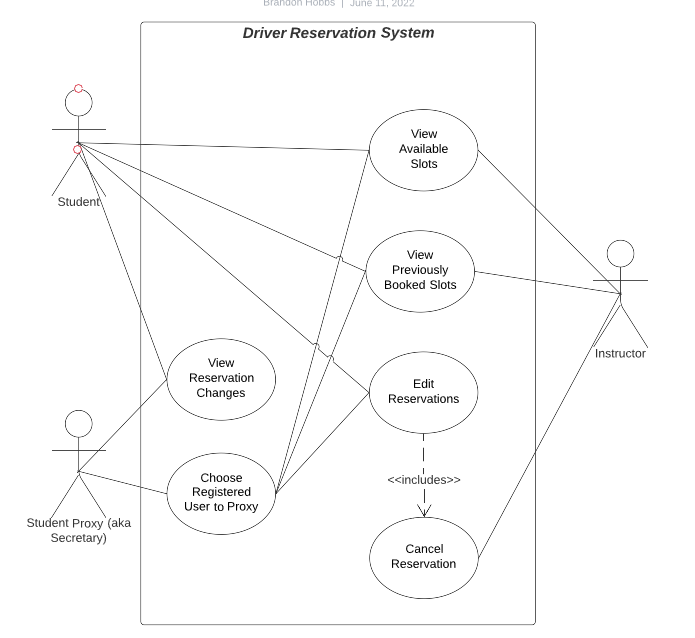 Brandon Hobbs | June 11, 2022
Driver Reservation System
View
Available
Slots
Student
View
Previously
Booked Slots
Instructor
View
Reservation
Changes
Edit
Reservations
Choose
Registered
User to Proxy
<<includes>>
Student Proxy (aka
Secretary)
Cancel
Reservation